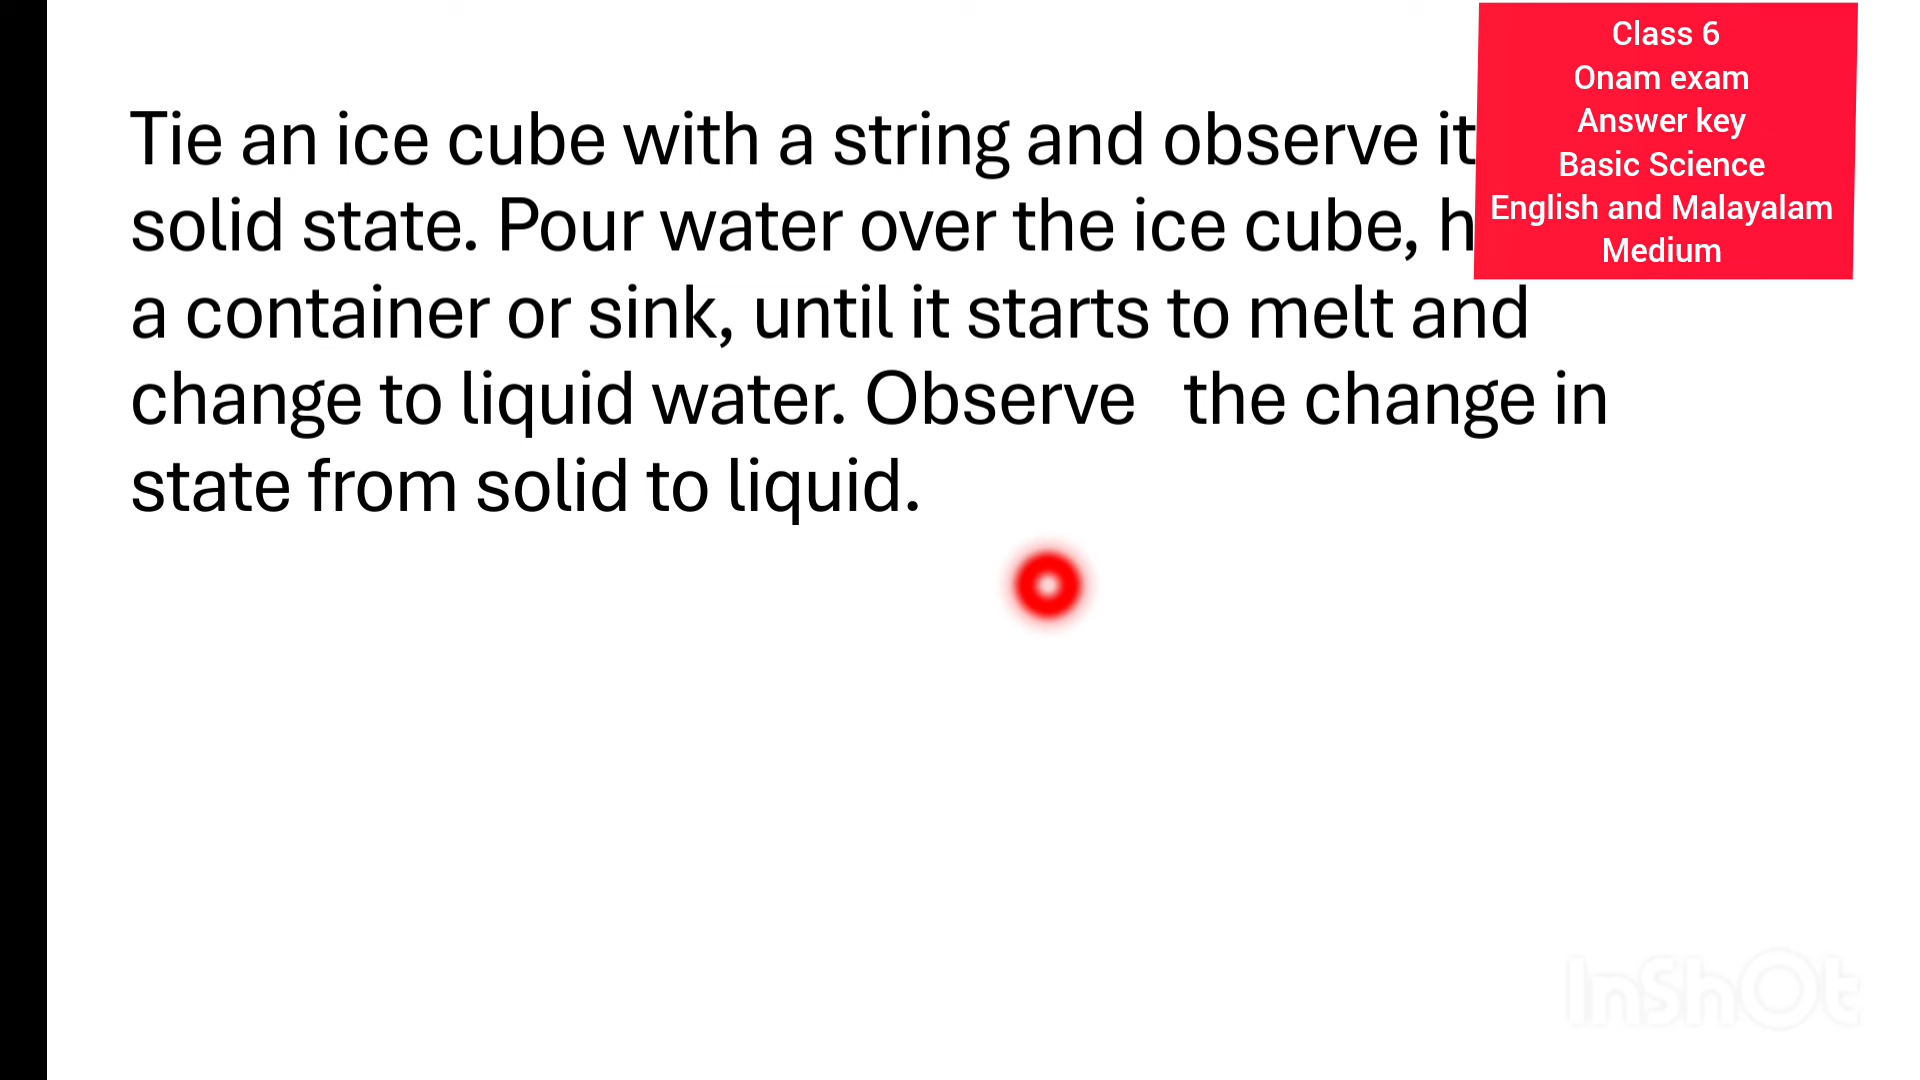 Tie an ice cube with a string and observe it
solid state. Pour water over the ice cube,
a container or sink, until it starts to melt and
change to liquid water. Observe the change in
state from solid to liquid.
Class 6
Onam exam
Answer key
Basic Science
English and Malayalam
Medium
InShOt